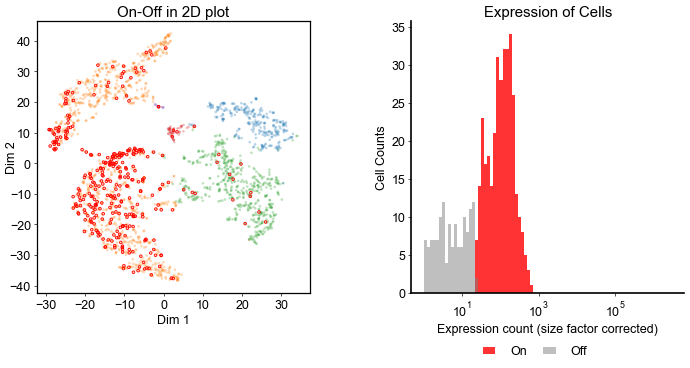 On-Off in 2D plot
40
30
20
10
0
−10
−20
−30
−40
Dim 2
−30 −20 −10 0 10 20 30
Dim 1
Expression of Cells
35
30
25
20
15
10
5
0
Cell Counts
10^1 10^3 10^5
Expression count (size factor corrected)
On Off